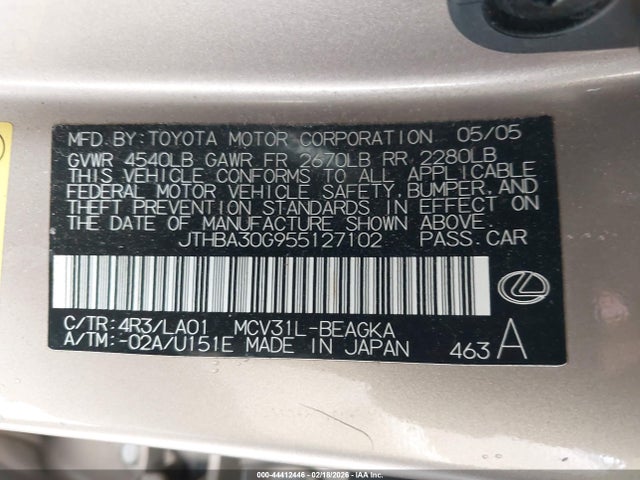 MFD. BY: TOYOTA MOTOR CORPORATION 05/05
GVWR 4540LB GAWR FR 2670LB RR 2280LB
THIS VEHICLE CONFORMS TO ALL APPLICABLE
FEDERAL MOTOR VEHICLE SAFETY, BUMPER, AND
THEFT PREVENTION STANDARDS IN EFFECT ON
THE DATE OF MANUFACTURE SHOWN ABOVE.
JTHBA30G955127102 PASS. CAR
C/TR: 4R3/LA01 MCV31L-BEAGKA
A/TM: -02A/U151E MADE IN JAPAN 463 A
000-44412446 - 02/18/2026 - IAAI.COM